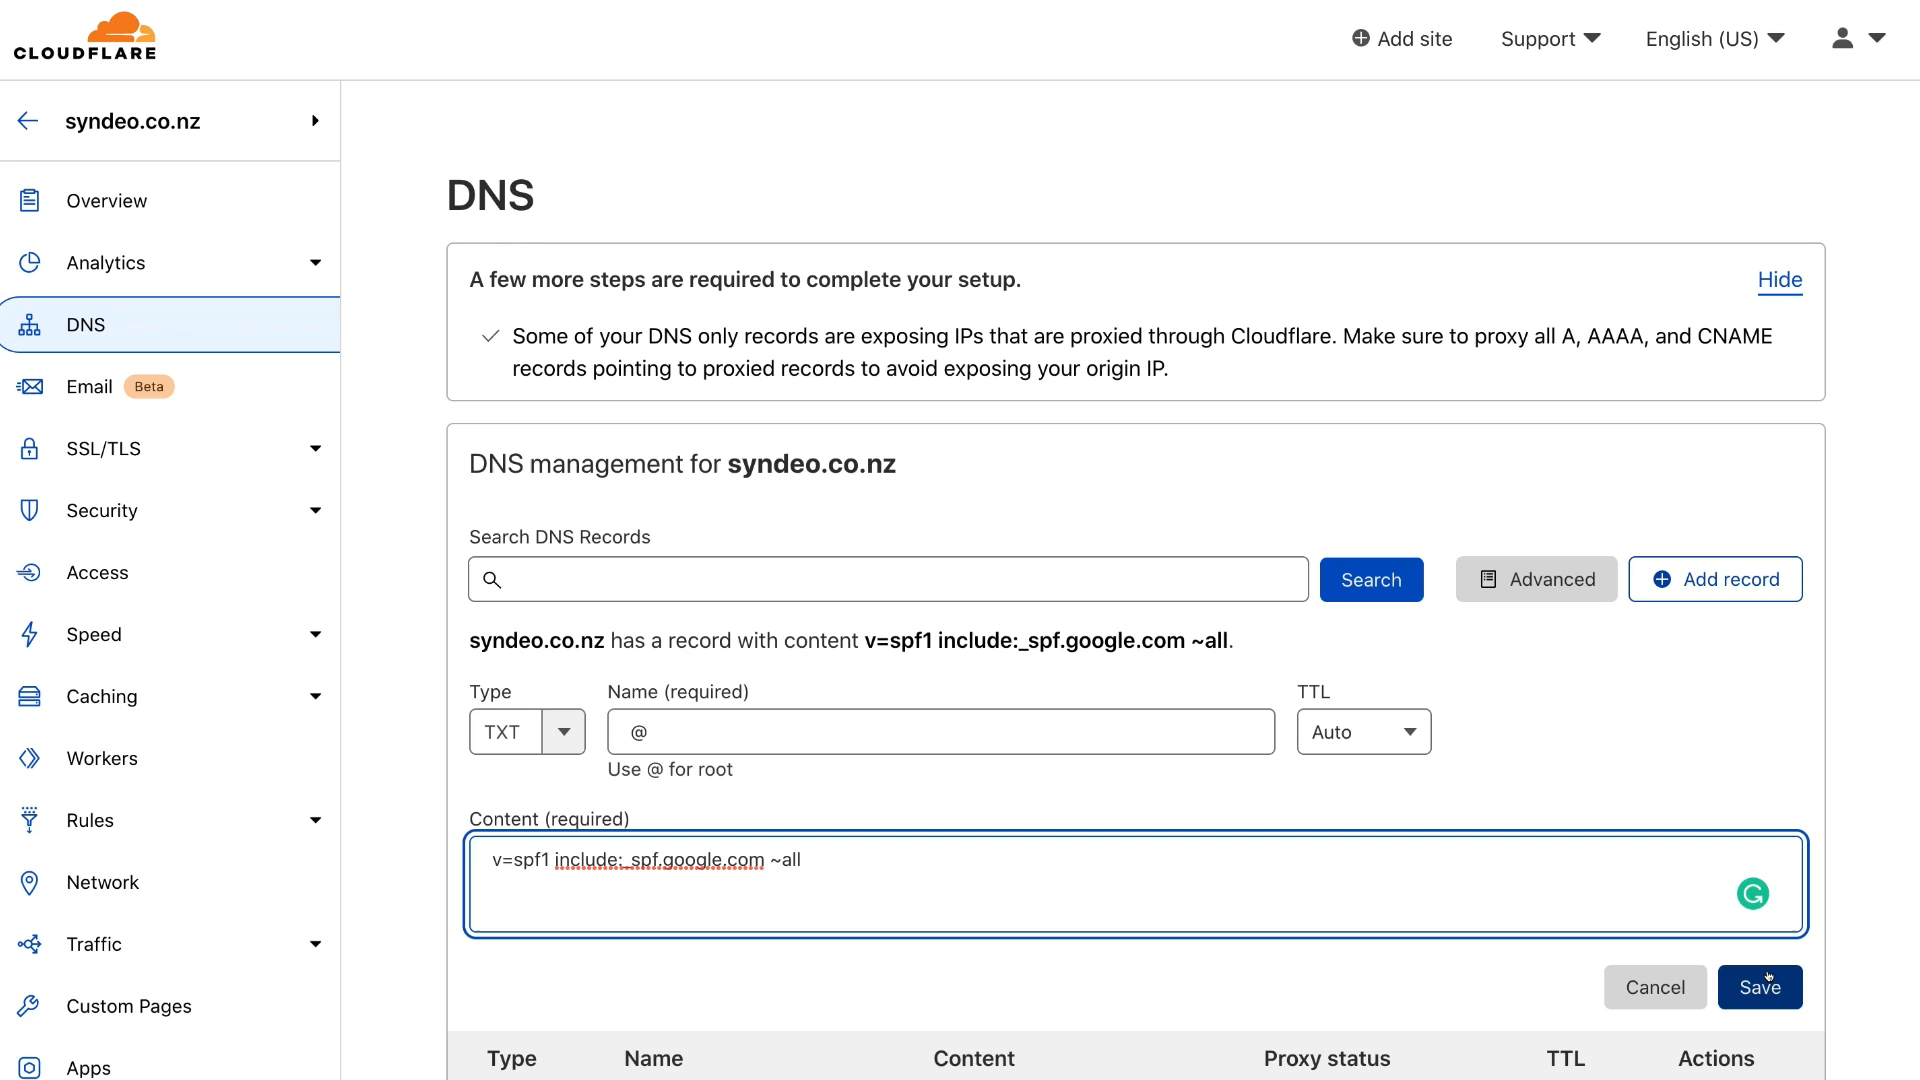 CLOUDFLARE
Add site
Support
English (US)
syndeo.co.nz
Overview
Analytics
DNS
Email Beta
SSL/TLS
Security
Access
Speed
Caching
Workers
Rules
Network
Traffic
Custom Pages
Apps
DNS
A few more steps are required to complete your setup.
Hide
Some of your DNS only records are exposing IPs that are proxied through Cloudflare. Make sure to proxy all A, AAAA, and CNAME
records pointing to proxied records to avoid exposing your origin IP.
DNS management for syndeo.co.nz
Search DNS Records
Search
Advanced
Add record
syndeo.co.nz has a record with content v=spf1 include:_spf.google.com ~all.
Type Name (required) TTL
TXT @ Auto
Use @ for root
Content (required)
v=spf1 include:_spf.google.com ~all
Cancel Save
Type Name Content Proxy status TTL Actions